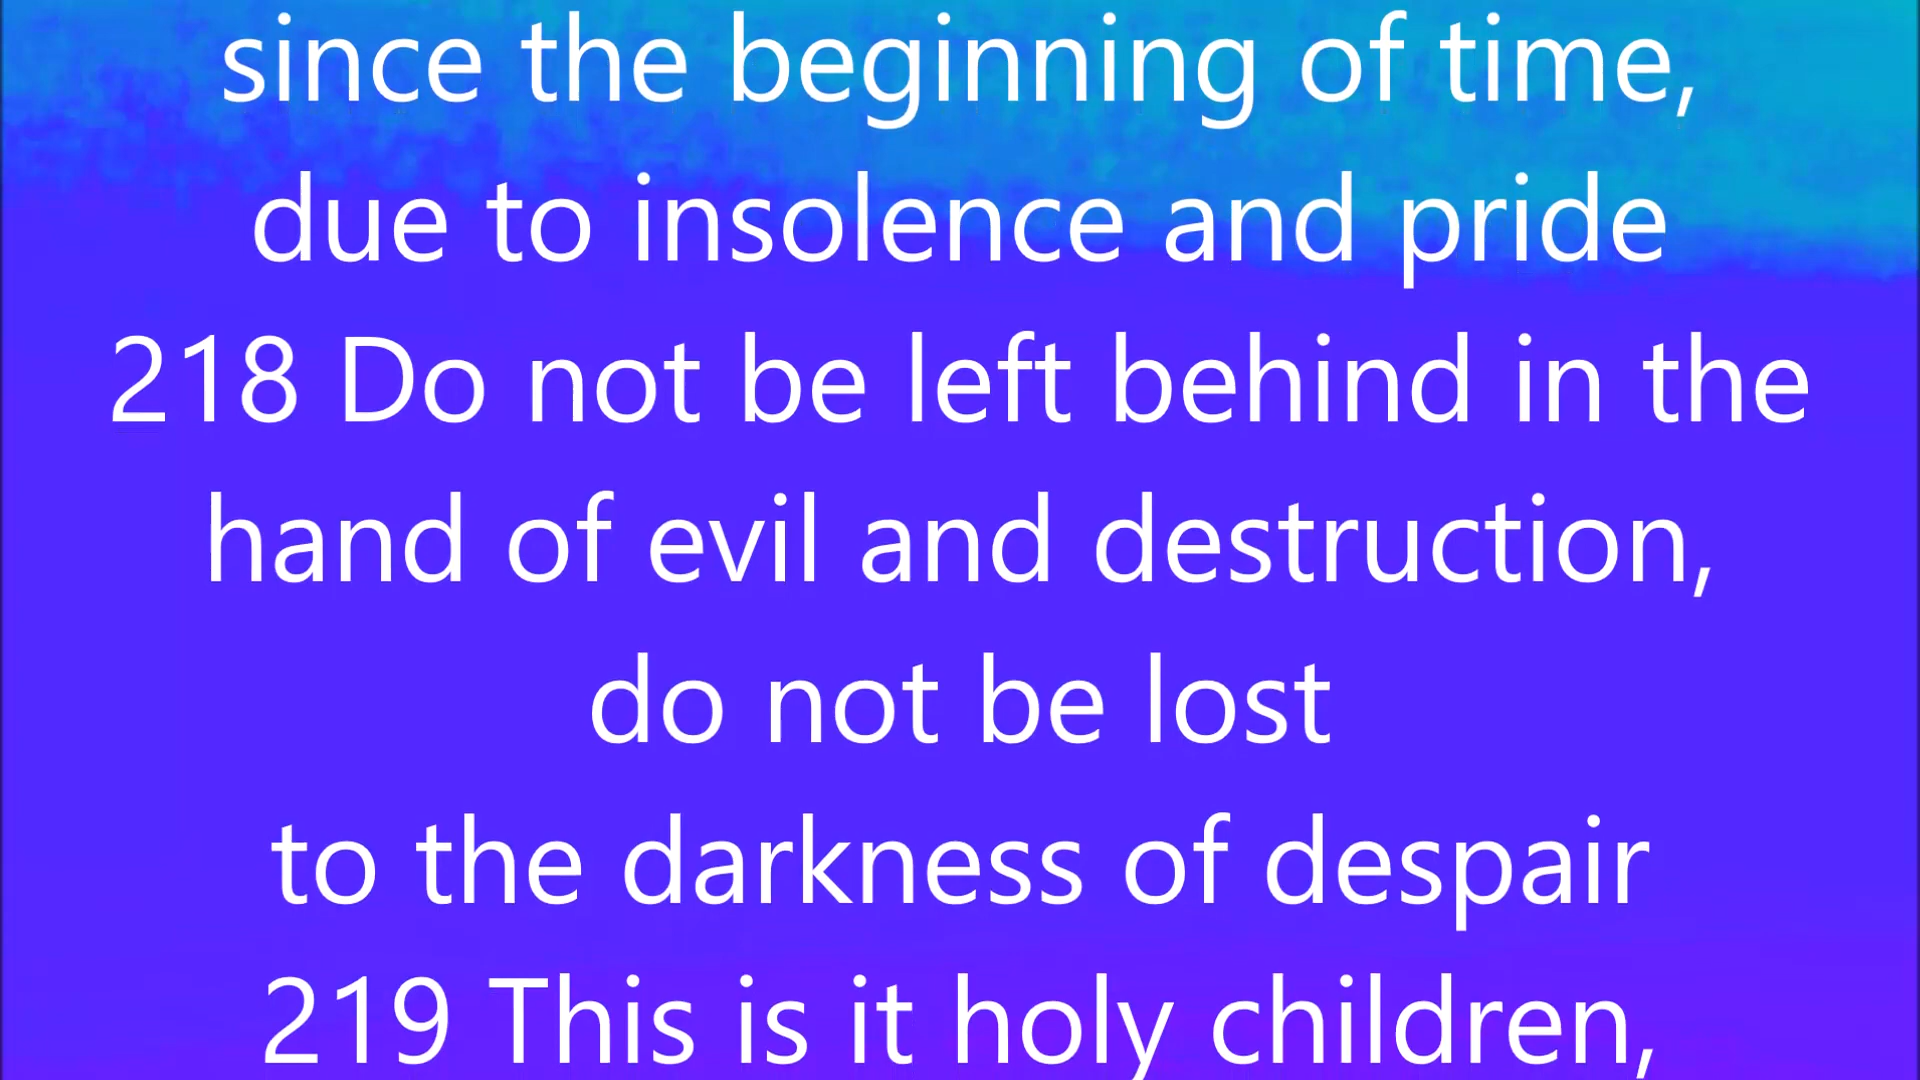 since the beginning of time,
due to insolence and pride
218 Do not be left behind in the
hand of evil and destruction,
do not be lost
to the darkness of despair
219 This is it holy children,